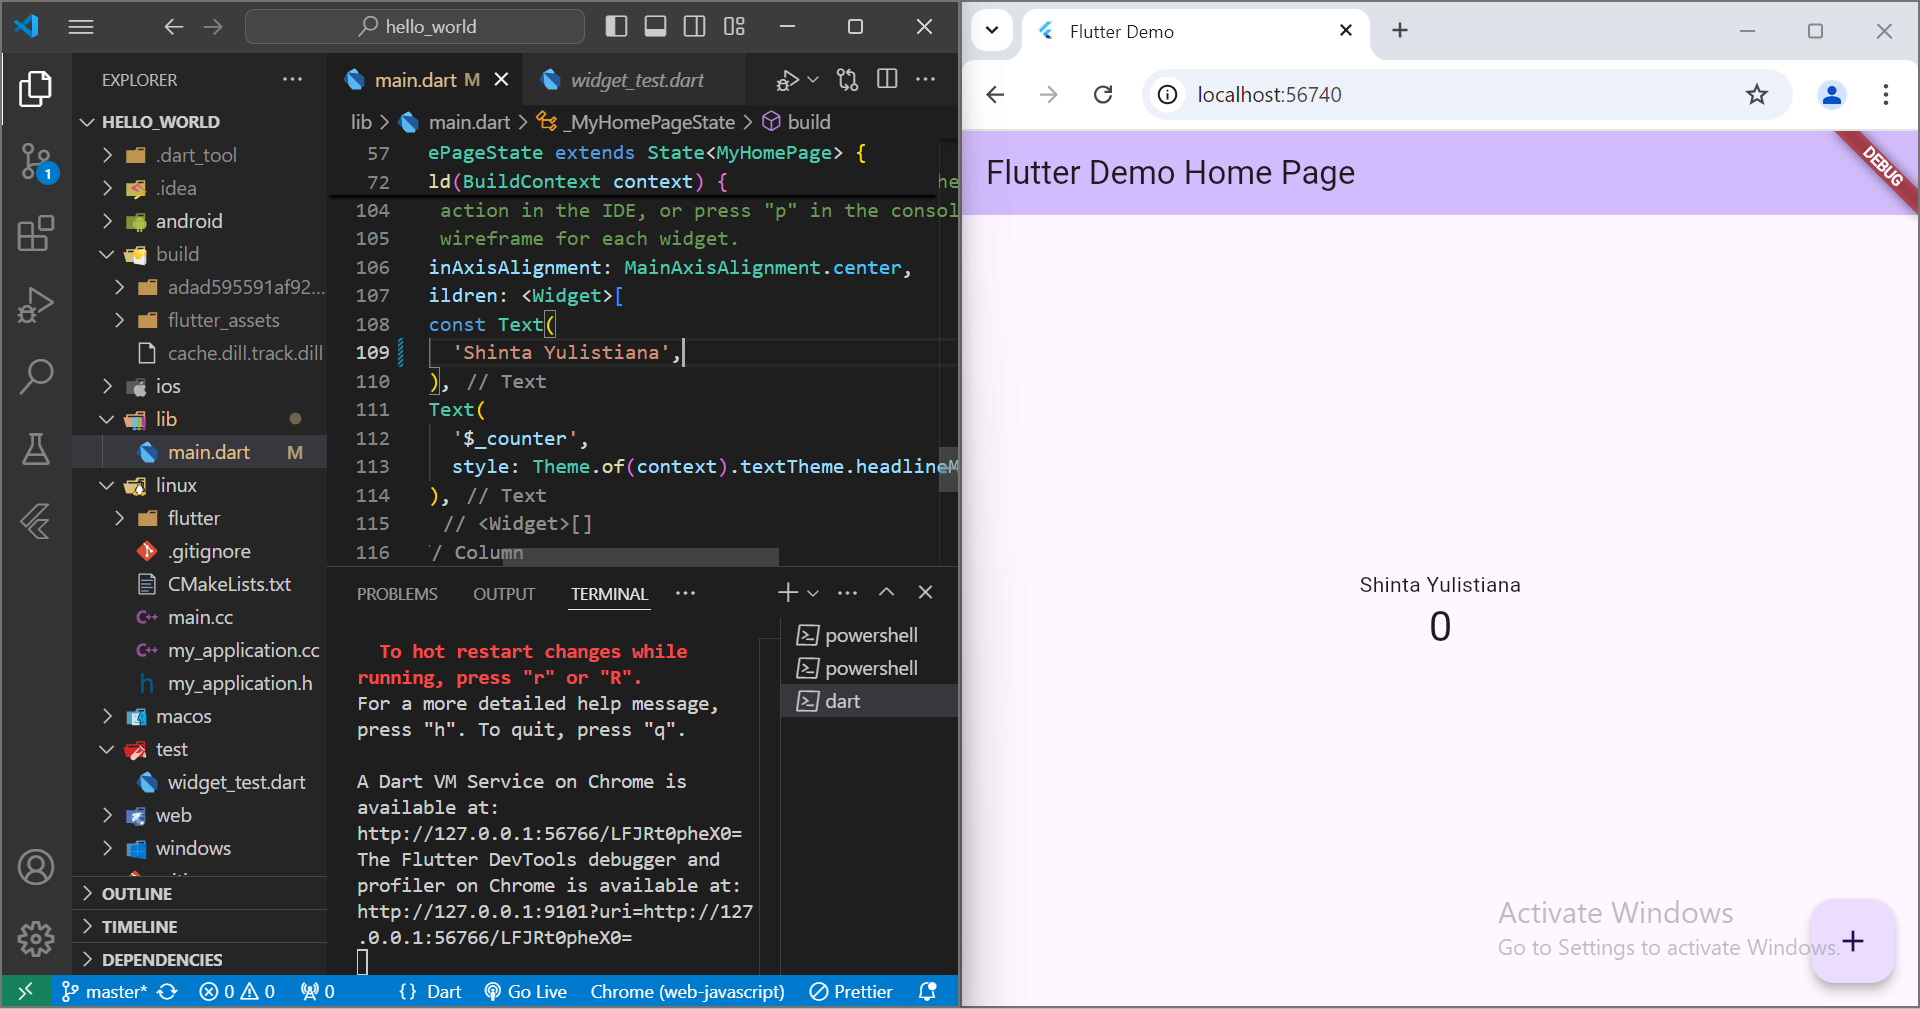 hello_world
EXPLORER
HELLO_WORLD
.dart_tool
.idea
android
build
adad595591af92...
flutter_assets
cache.dill.track.dill
ios
lib
main.dart M
linux
flutter
.gitignore
CMakeLists.txt
C++ main.cc
C++ my_application.cc
h my_application.h
macos
test
widget_test.dart
web
windows
OUTLINE
TIMELINE
DEPENDENCIES
1
main.dart M
widget_test.dart
lib > main.dart > _MyHomePageState > build
57 ePageState extends State<MyHomePage> {
72 ld(BuildContext context) { he
104 action in the IDE, or press "p" in the consol
105 wireframe for each widget.
106 inAxisAlignment: MainAxisAlignment.center,
107 ildren: <Widget>[
108 const Text(
109 'Shinta Yulistiana',
110 ), // Text
111 Text(
112 '$_counter',
113 style: Theme.of(context).textTheme.headlineM
114 ), // Text
115 // <Widget>[]
116 / Column
PROBLEMS OUTPUT TERMINAL
To hot restart changes while
running, press "r" or "R".
For a more detailed help message,
press "h". To quit, press "q".
A Dart VM Service on Chrome is
available at:
http://127.0.0.1:56766/LFJRt0pheX0=
The Flutter DevTools debugger and
profiler on Chrome is available at:
http://127.0.0.1:9101?uri=http://127
.0.0.1:56766/LFJRt0pheX0=
powershell
powershell
dart
master* 0 0 0 {} Dart Go Live Chrome (web-javascript) Prettier
Flutter Demo
localhost:56740
Flutter Demo Home Page
DEBUG
Shinta Yulistiana
0
Activate Windows
Go to Settings to activate Windows.